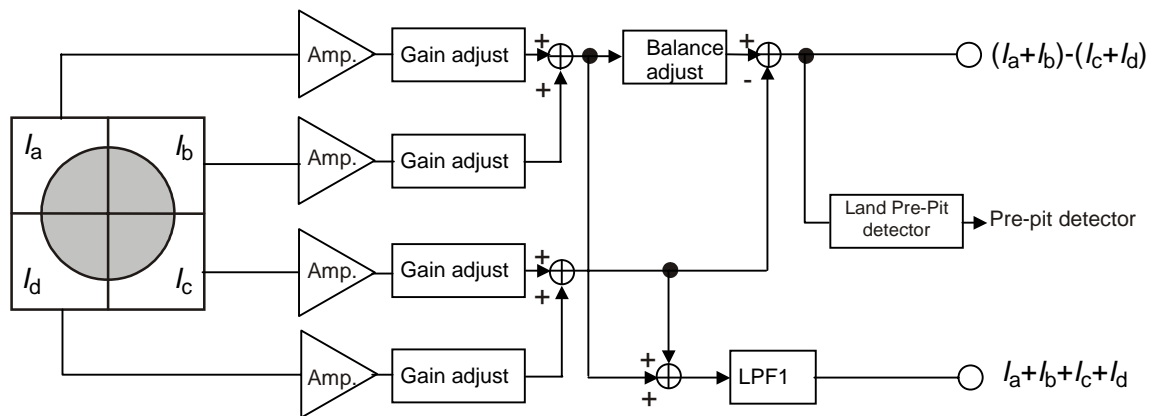 Amp.
Gain adjust
+
+
Balance
adjust
+
-
(Ia+Ib)-(Ic+Id)
Ia
Ib
Amp.
Gain adjust
Land Pre-Pit
detector
Pre-pit detector
Id
Ic
Amp.
Gain adjust
+
+
Amp.
Gain adjust
+
+
LPF1
Ia+Ib+Ic+Id